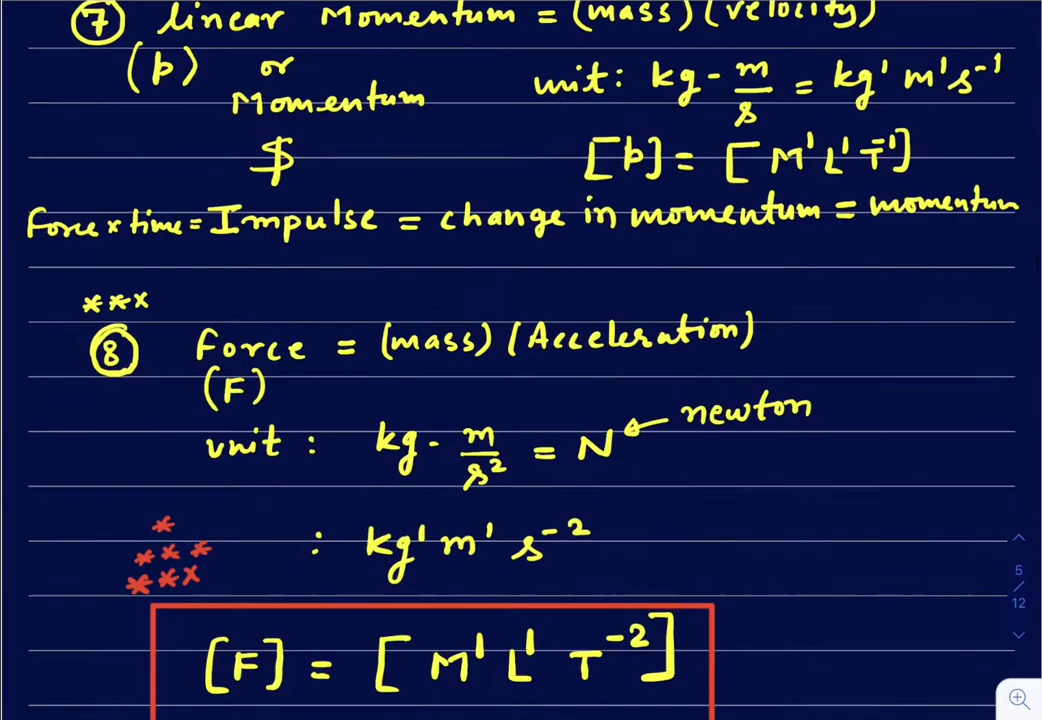 ⑦ linear Momentum = (mass) (velocity)
(p) or unit: kg - m/s = kg¹ m¹ s⁻¹
Momentum
$ [p] = [M¹ L¹ T⁻¹]
Force x time = Impulse = change in momentum = momentum
**x
⑧ Force = (mass) (Acceleration)
(F)
unit : kg - m/s² = N ← newton
: kg¹ m¹ s⁻²
*
***
**x
[F] = [M¹ L¹ T⁻²]
5
/
12